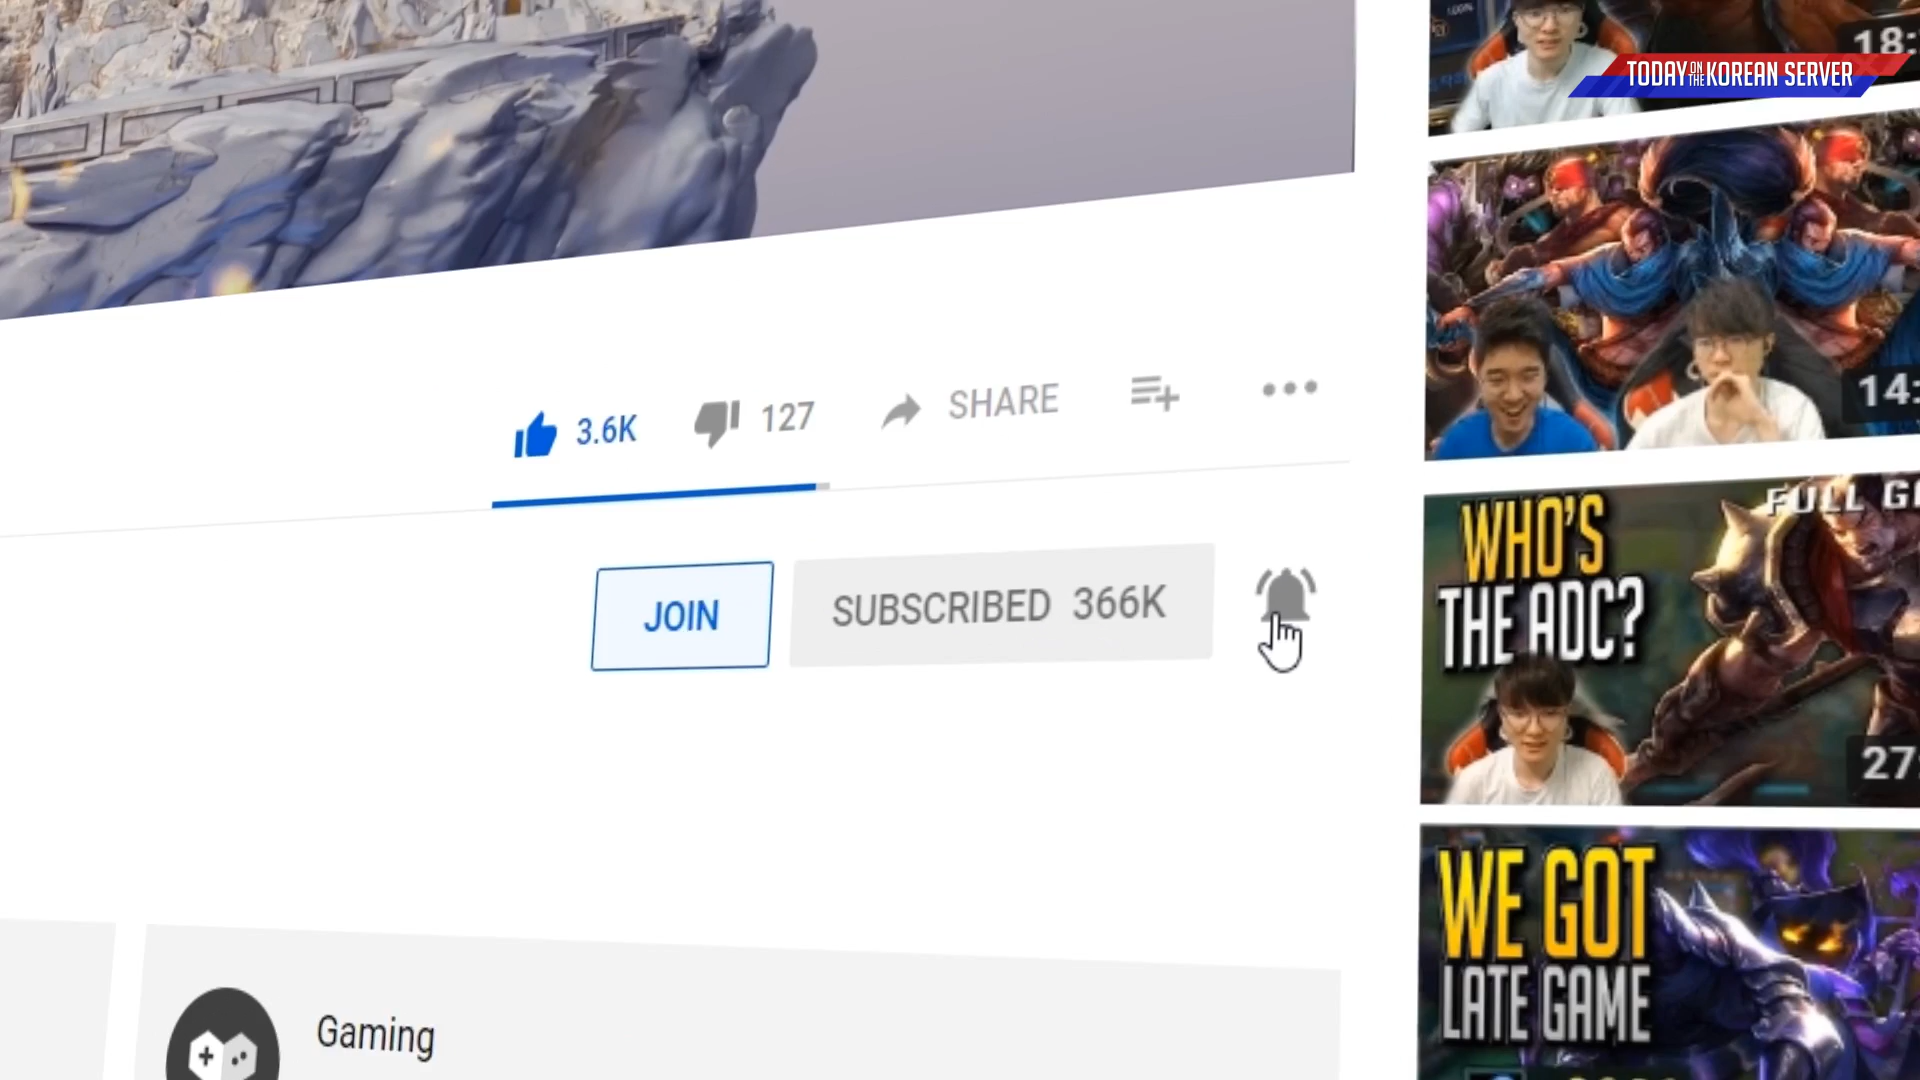 TODAY ON THE KOREAN SERVER
3.6K 127 SHARE
JOIN SUBSCRIBED 366K
Gaming
18:
14:
FULL
WHO'S
THE ADC?
27:
WE GOT
LATE GAME